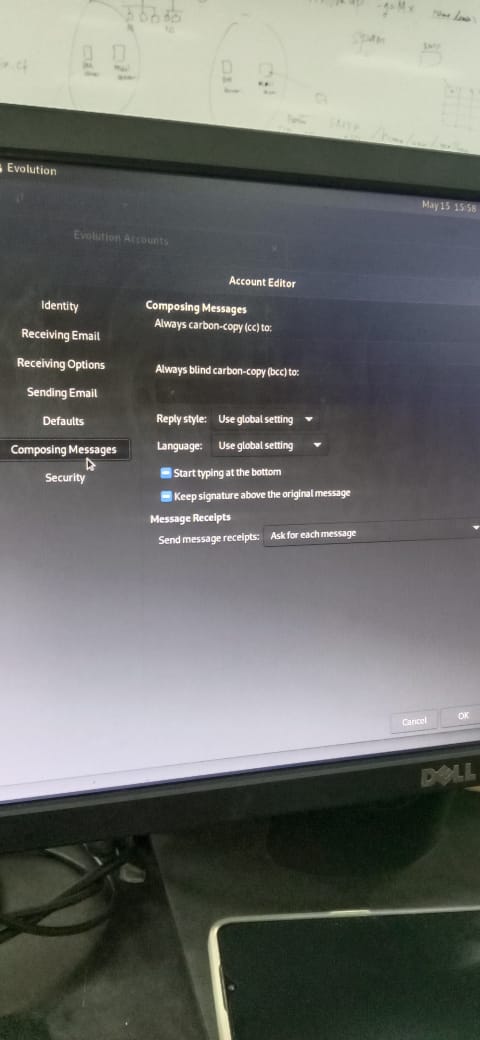 Evolution
May 15 15:58
Evolution Accounts
Account Editor
Identity
Receiving Email
Receiving Options
Sending Email
Defaults
Composing Messages
Security
Composing Messages
Always carbon-copy (cc) to:
Always blind carbon-copy (bcc) to:
Reply style: Use global setting
Language: Use global setting
Start typing at the bottom
Keep signature above the original message
Message Receipts
Send message receipts: Ask for each message
Cancel OK
DELL